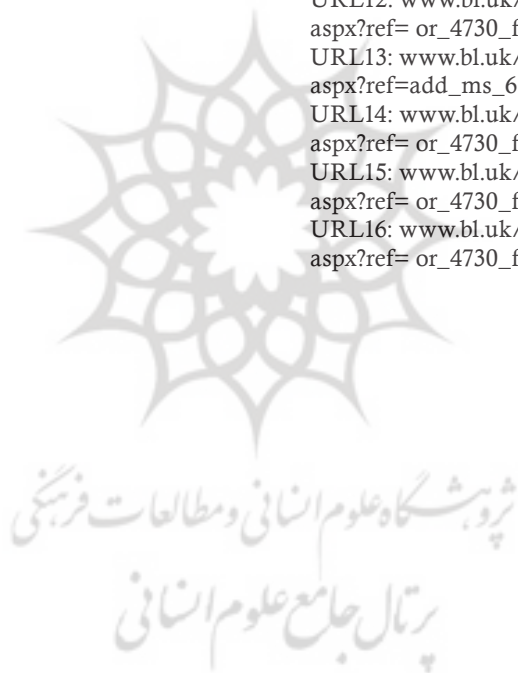 URL12: www.bl.uk/
aspx?ref= or_4730_f
URL13: www.bl.uk/
aspx?ref=add_ms_6
URL14: www.bl.uk/
aspx?ref= or_4730_f
URL15: www.bl.uk/
aspx?ref= or_4730_f
URL16: www.bl.uk/
aspx?ref= or_4730_f
پژوهشگاه علوم انسانی و مطالعات فرهنگی
پرتال جامع علوم انسانی